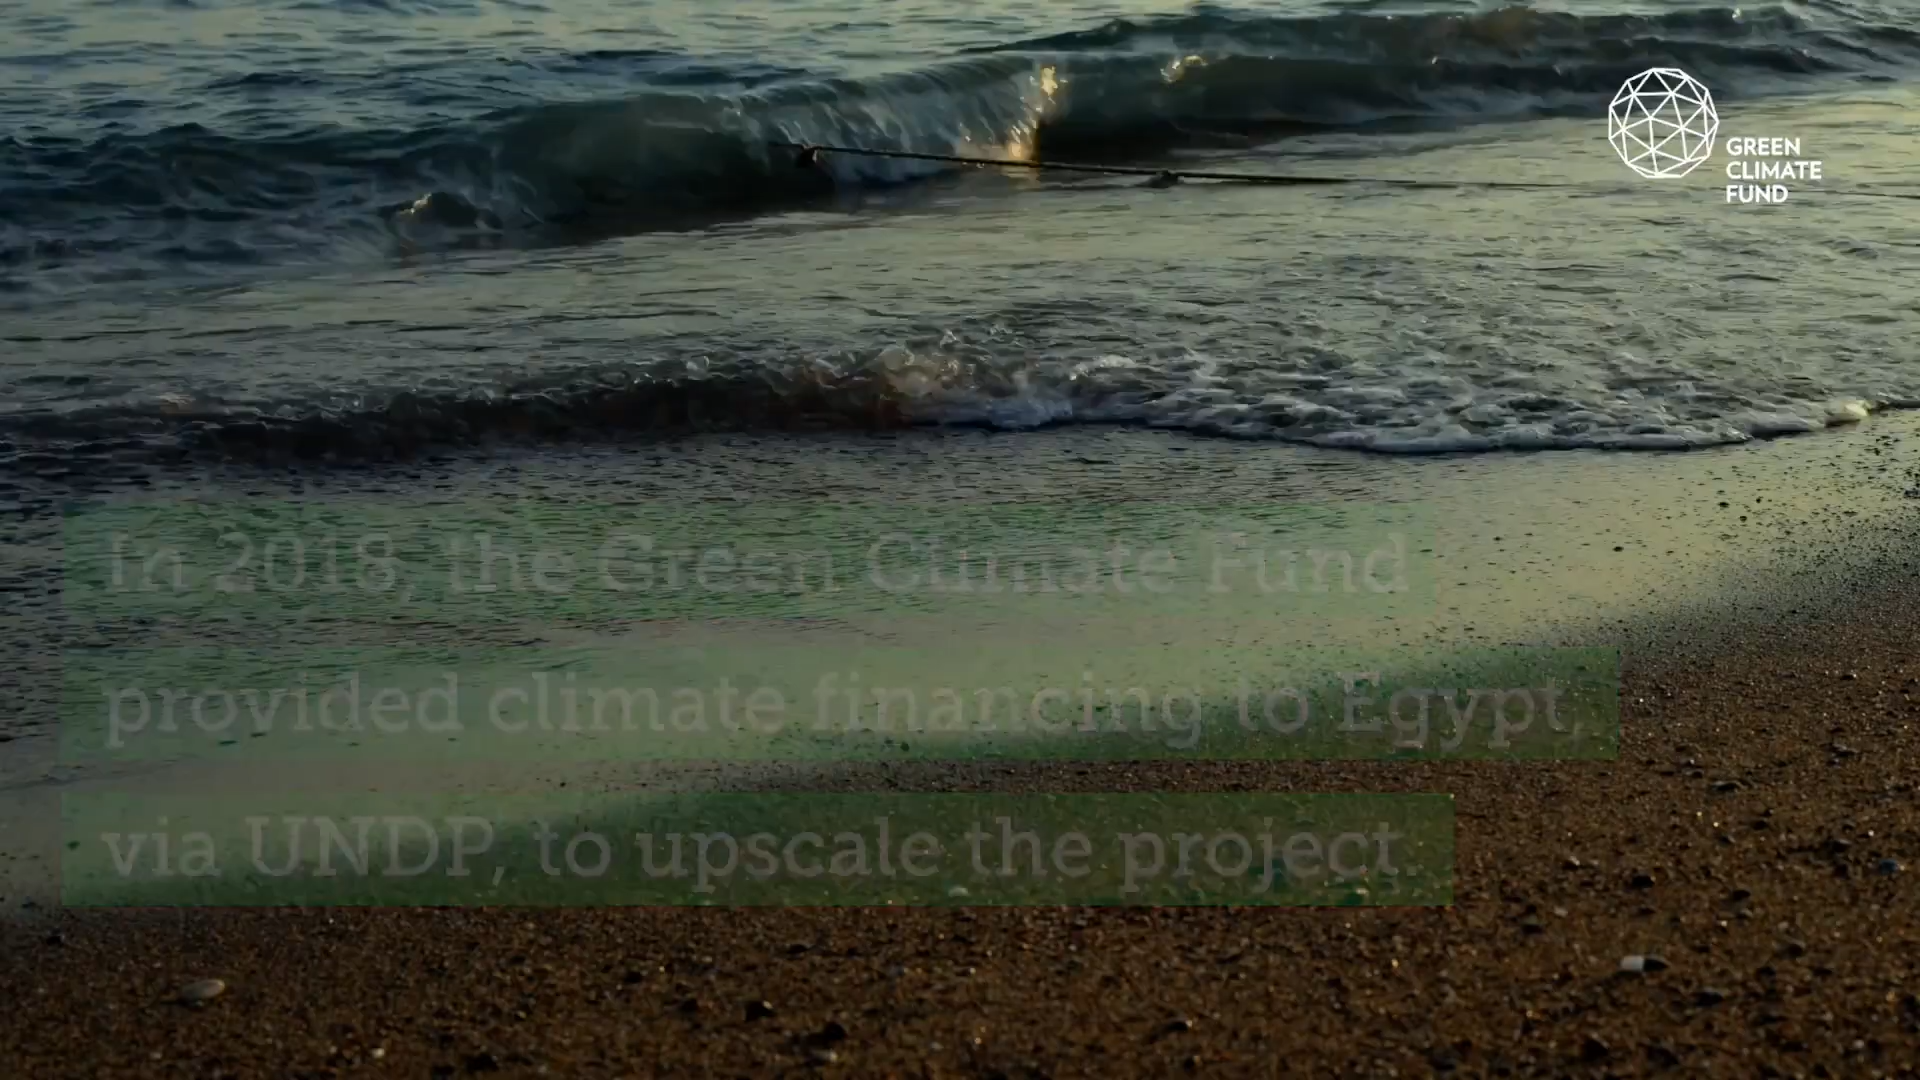 GREEN
CLIMATE
FUND
In 2018, the Green Climate Fund
provided climate financing to Egypt,
via UNDP, to upscale the project.